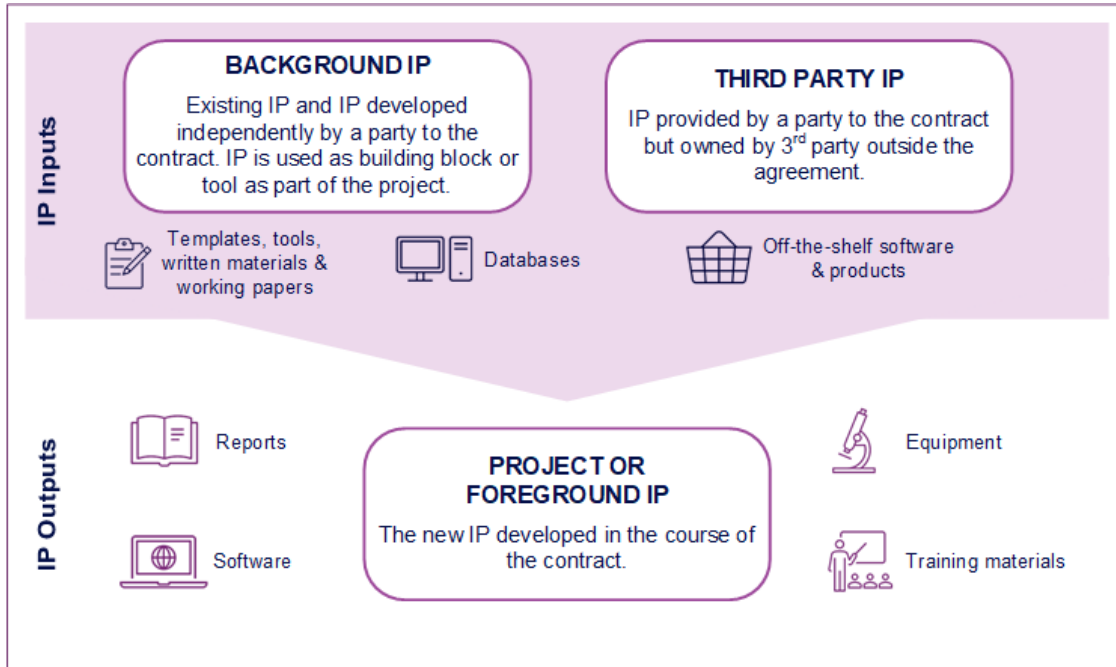 IP Inputs
BACKGROUND IP
Existing IP and IP developed
independently by a party to the
contract. IP is used as building block or
tool as part of the project.
THIRD PARTY IP
IP provided by a party to the contract
but owned by 3rd party outside the
agreement.
Templates, tools,
written materials &
working papers
Databases
Off-the-shelf software
& products
IP Outputs
Reports
Software
PROJECT OR
FOREGROUND IP
The new IP developed in the course of
the contract.
Equipment
Training materials